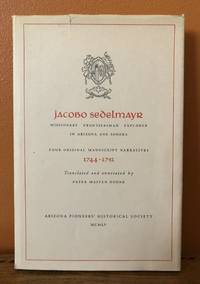 Jacobo Sedelmayr
MISSIONARY FRONTIERSMAN EXPLORER
IN ARIZONA AND SONORA
FOUR ORIGINAL MANUSCRIPT NARRATIVES
1744-1751
Translated and annotated by
PETER MASTEN DUNNE
ARIZONA PIONEERS' HISTORICAL SOCIETY
MCMLV